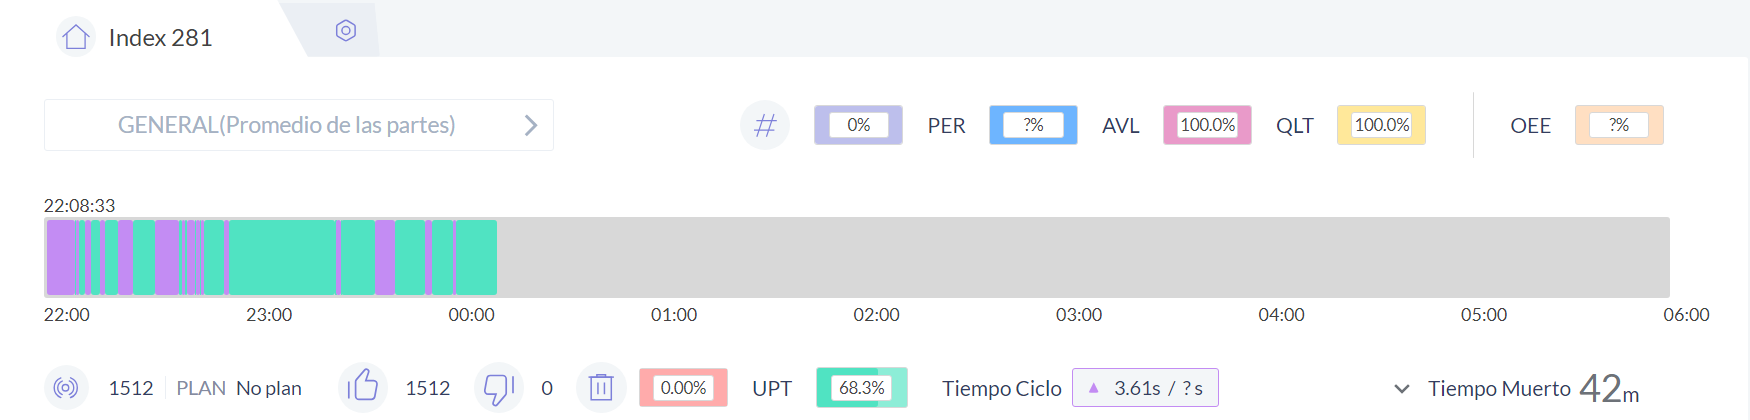 Index 281
GENERAL(Promedio de las partes)
0% PER ?% AVL 100.0% QLT 100.0% OEE ?%
22:08:33
22:00 23:00 00:00 01:00 02:00 03:00 04:00 05:00 06:00
1512 PLAN No plan 1512 0 0.00% UPT 68.3% Tiempo Ciclo ▲ 3.61s / ? s Tiempo Muerto 42m